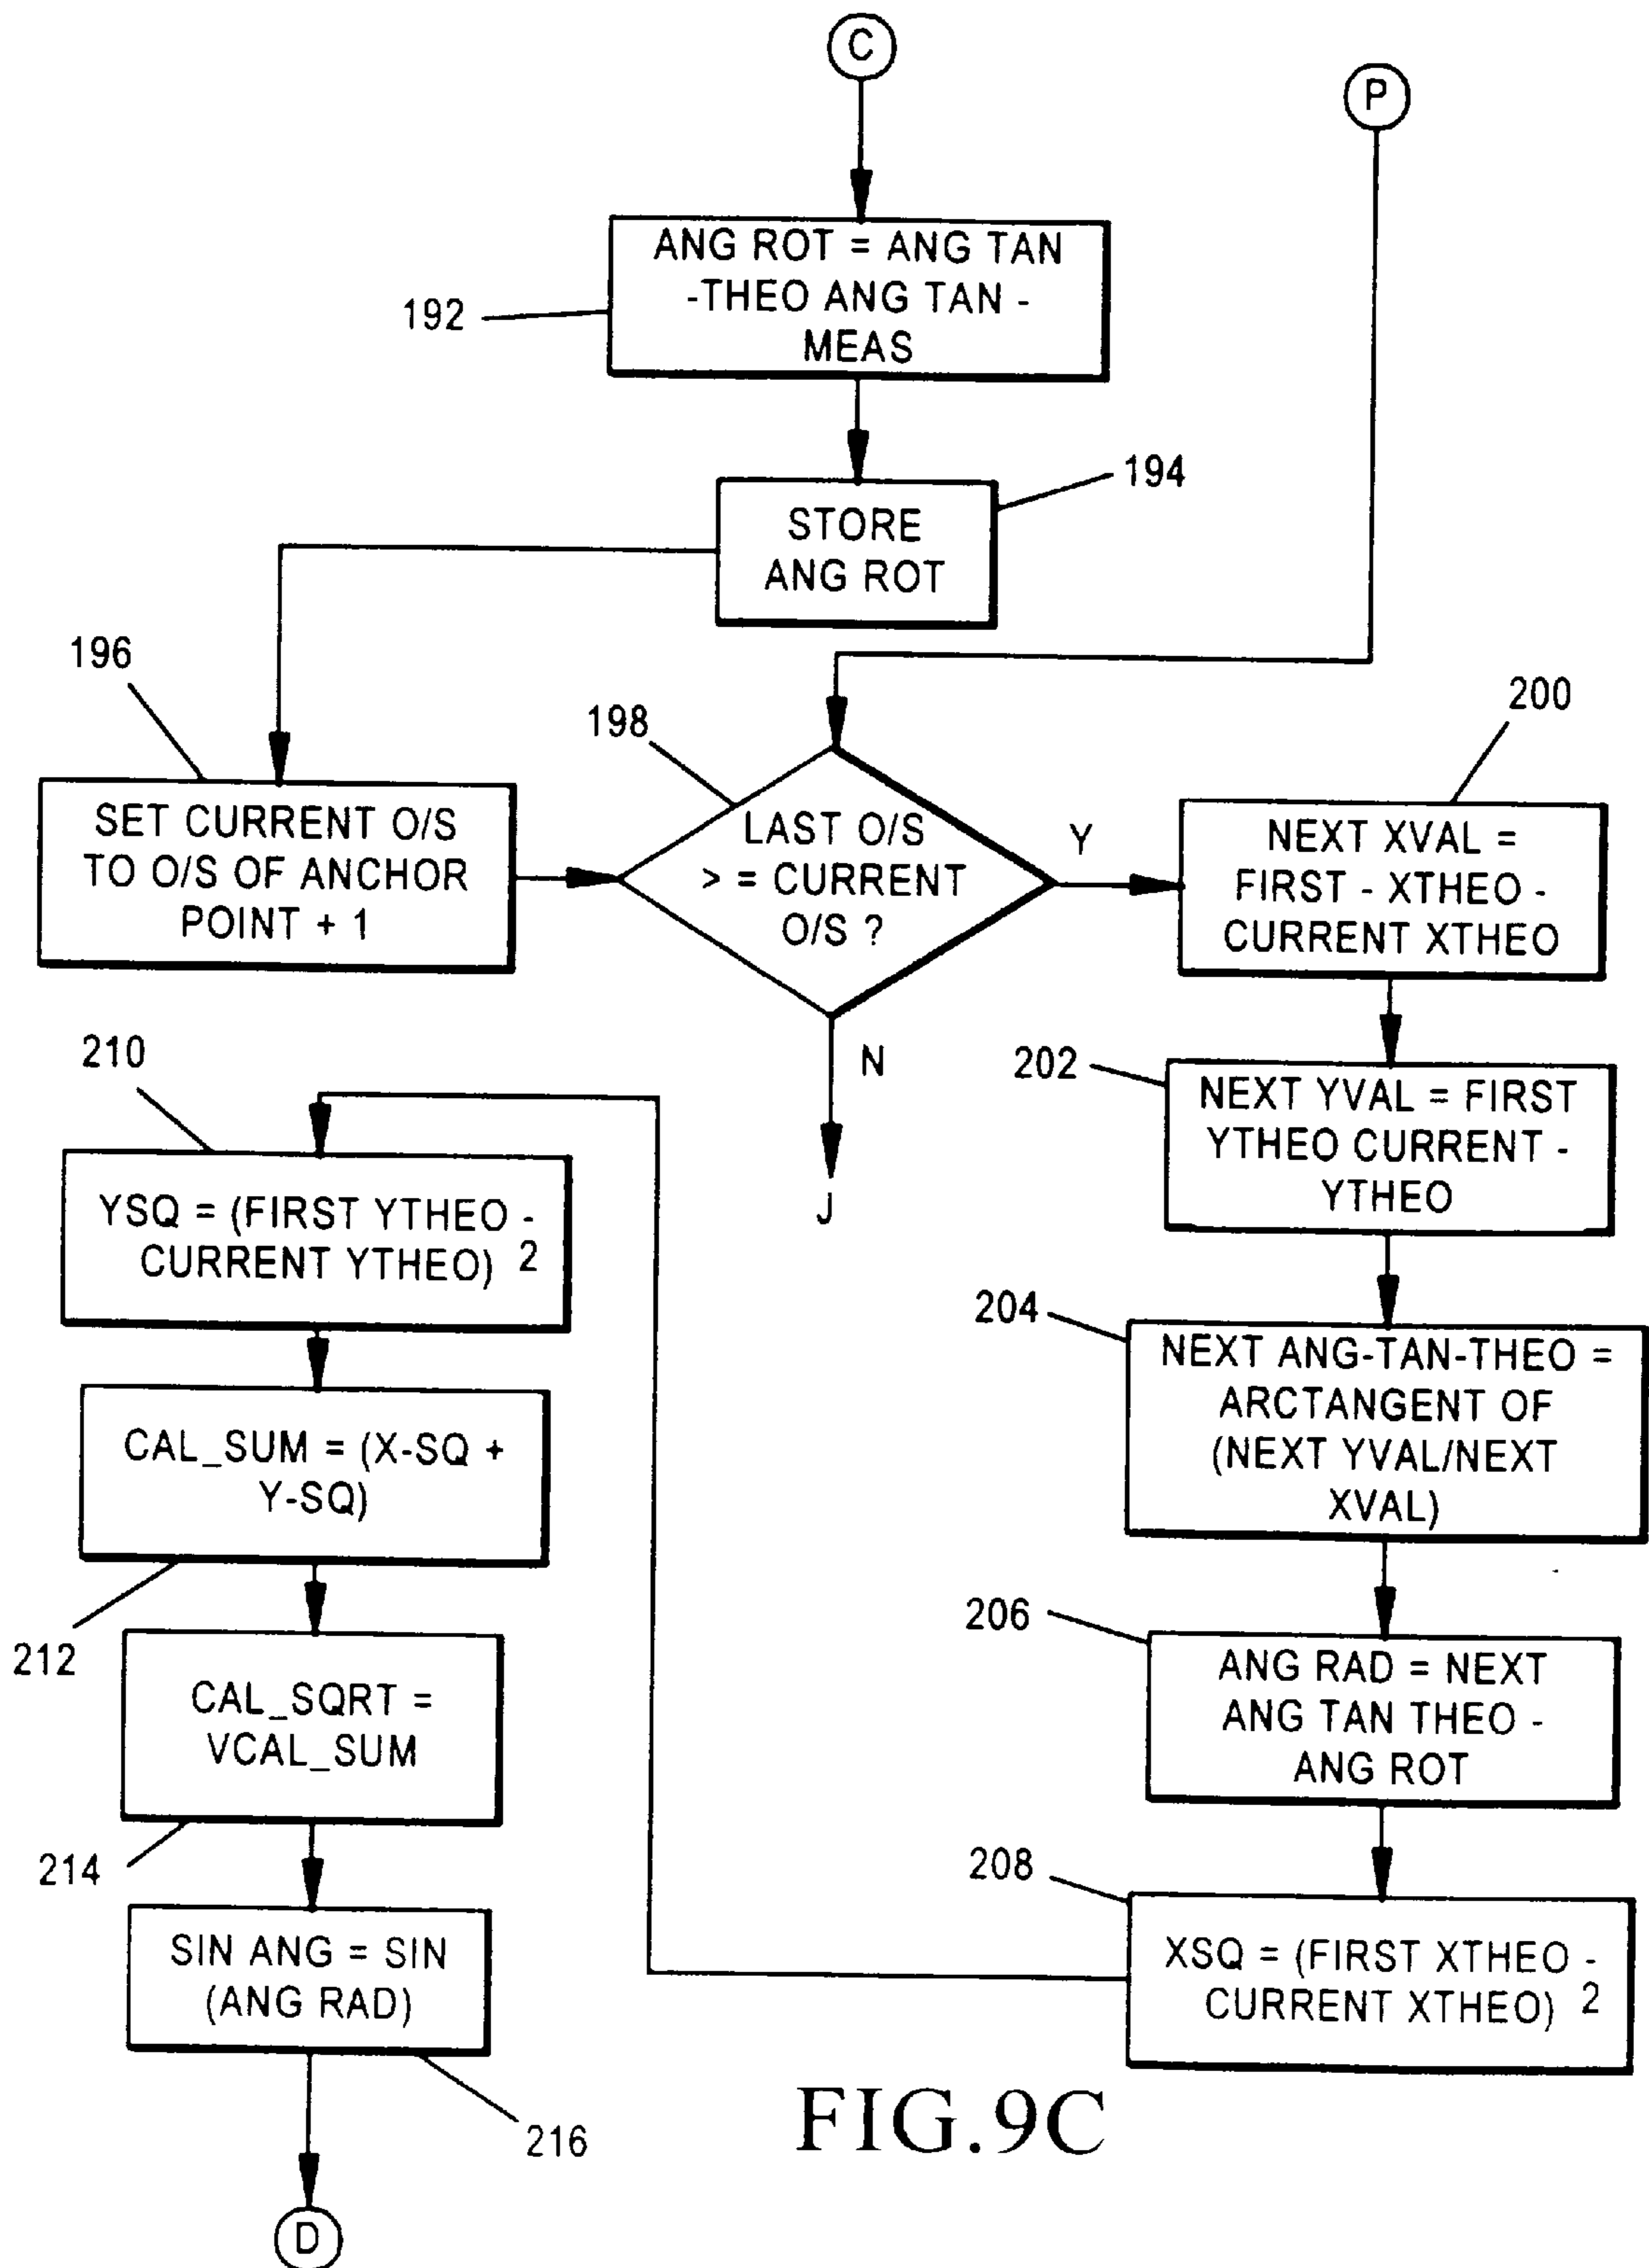 C
P
ANG ROT = ANG TAN
-THEO ANG TAN -
MEAS
192
STORE
ANG ROT
194
196
SET CURRENT O/S
TO O/S OF ANCHOR
POINT + 1
198
LAST O/S
> = CURRENT
O/S ?
Y
N
J
200
NEXT XVAL =
FIRST - XTHEO -
CURRENT XTHEO
202
NEXT YVAL = FIRST
YTHEO CURRENT -
YTHEO
204
NEXT ANG-TAN-THEO =
ARCTANGENT OF
(NEXT YVAL/NEXT
XVAL)
206
ANG RAD = NEXT
ANG TAN THEO -
ANG ROT
208
XSQ = (FIRST XTHEO -
CURRENT XTHEO) 2
210
YSQ = (FIRST YTHEO -
CURRENT YTHEO) 2
CAL_SUM = (X-SQ +
Y-SQ)
212
CAL_SQRT =
VCAL_SUM
214
SIN ANG = SIN
(ANG RAD)
216
D
FIG.9C